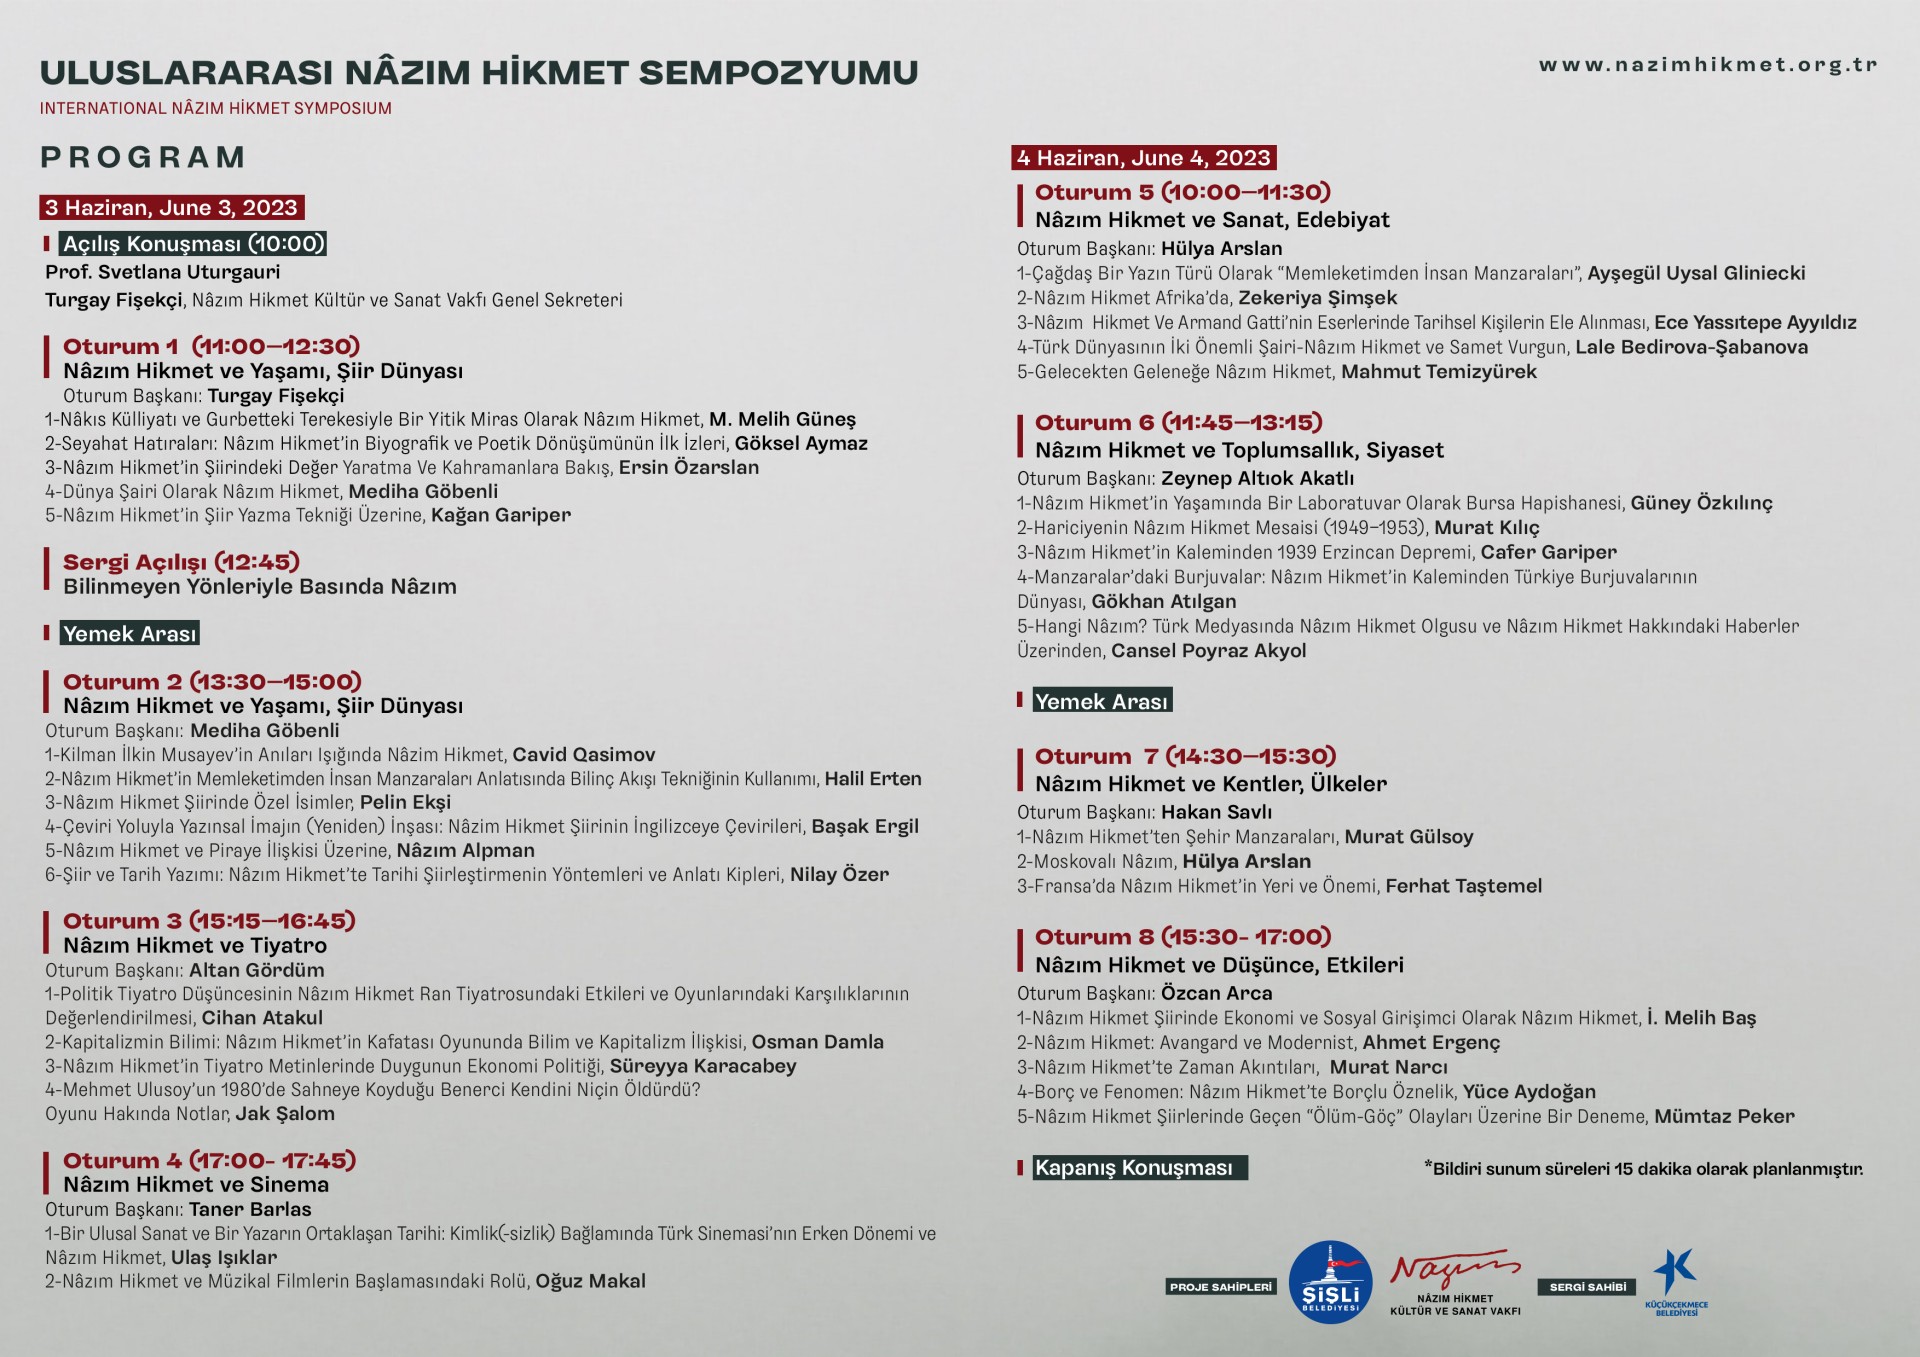 ULUSLARARASI NÂZIM HİKMET SEMPOZYUMU
INTERNATIONAL NÂZIM HİKMET SYMPOSIUM
www.nazimhikmet.org.tr
PROGRAM
3 Haziran, June 3, 2023
Açılış Konuşması (10:00)
Prof. Svetlana Uturgauri
Turgay Fişekçi, Nâzım Hikmet Kültür ve Sanat Vakfı Genel Sekreteri
Oturum 1 (11:00–12:30)
Nâzım Hikmet ve Yaşamı, Şiir Dünyası
Oturum Başkanı: Turgay Fişekçi
1-Nâkıs Külliyatı ve Gurbetteki Terekesiyle Bir Yitik Miras Olarak Nâzım Hikmet, M. Melih Güneş
2-Seyahat Hatıraları: Nâzım Hikmet'in Biyografik ve Poetik Dönüşümünün İlk İzleri, Göksel Aymaz
3-Nâzım Hikmet'in Şiirindeki Değer Yaratma Ve Kahramanlara Bakış, Ersin Özarslan
4-Dünya Şairi Olarak Nâzım Hikmet, Mediha Göbenli
5-Nâzım Hikmet'in Şiir Yazma Tekniği Üzerine, Kağan Gariper
Sergi Açılışı (12:45)
Bilinmeyen Yönleriyle Basında Nâzım
Yemek Arası
Oturum 2 (13:30–15:00)
Nâzım Hikmet ve Yaşamı, Şiir Dünyası
Oturum Başkanı: Mediha Göbenli
1-Kilman İlkin Musayev'in Anıları Işığında Nâzim Hikmet, Cavid Qasimov
2-Nâzım Hikmet'in Memleketimden İnsan Manzaraları Anlatısında Bilinç Akışı Tekniğinin Kullanımı, Halil Erten
3-Nâzım Hikmet Şiirinde Özel İsimler, Pelin Ekşi
4-Çeviri Yoluyla Yazınsal İmajın (Yeniden) İnşası: Nâzim Hikmet Şiirinin İngilizceye Çevirileri, Başak Ergil
5-Nâzım Hikmet ve Piraye İlişkisi Üzerine, Nâzım Alpman
6-Şiir ve Tarih Yazımı: Nâzım Hikmet'te Tarihi Şiirleştirmenin Yöntemleri ve Anlatı Kipleri, Nilay Özer
Oturum 3 (15:15–16:45)
Nâzım Hikmet ve Tiyatro
Oturum Başkanı: Altan Gördüm
1-Politik Tiyatro Düşüncesinin Nâzım Hikmet Ran Tiyatrosundaki Etkileri ve Oyunlarındaki Karşılıklarının
Değerlendirilmesi, Cihan Atakul
2-Kapitalizmin Bilimi: Nâzım Hikmet'in Kafatası Oyununda Bilim ve Kapitalizm İlişkisi, Osman Damla
3-Nâzım Hikmet'in Tiyatro Metinlerinde Duygunun Ekonomi Politiği, Süreyya Karacabey
4-Mehmet Ulusoy'un 1980'de Sahneye Koyduğu Benerci Kendini Niçin Öldürdü?
Oyunu Hakında Notlar, Jak Şalom
Oturum 4 (17:00- 17:45)
Nâzım Hikmet ve Sinema
Oturum Başkanı: Taner Barlas
1-Bir Ulusal Sanat ve Bir Yazarın Ortaklaşan Tarihi: Kimlik(-sizlik) Bağlamında Türk Sineması'nın Erken Dönemi ve
Nâzım Hikmet, Ulaş Işıklar
2-Nâzım Hikmet ve Müzikal Filmlerin Başlamasındaki Rolü, Oğuz Makal
4 Haziran, June 4, 2023
Oturum 5 (10:00–11:30)
Nâzım Hikmet ve Sanat, Edebiyat
Oturum Başkanı: Hülya Arslan
1-Çağdaş Bir Yazın Türü Olarak “Memleketimden İnsan Manzaraları”, Ayşegül Uysal Gliniecki
2-Nâzım Hikmet Afrika'da, Zekeriya Şimşek
3-Nâzım Hikmet Ve Armand Gatti'nin Eserlerinde Tarihsel Kişilerin Ele Alınması, Ece Yassıtepe Ayyıldız
4-Türk Dünyasının İki Önemli Şairi-Nâzım Hikmet ve Samet Vurgun, Lale Bedirova-Şabanova
5-Gelecekten Geleneğe Nâzım Hikmet, Mahmut Temizyürek
Oturum 6 (11:45–13:15)
Nâzım Hikmet ve Toplumsallık, Siyaset
Oturum Başkanı: Zeynep Altıok Akatlı
1-Nâzım Hikmet'in Yaşamında Bir Laboratuvar Olarak Bursa Hapishanesi, Güney Özkılınç
2-Hariciyenin Nâzım Hikmet Mesaisi (1949–1953), Murat Kılıç
3-Nâzım Hikmet'in Kaleminden 1939 Erzincan Depremi, Cafer Gariper
4-Manzaralar'daki Burjuvalar: Nâzım Hikmet'in Kaleminden Türkiye Burjuvalarının
Dünyası, Gökhan Atılgan
5-Hangi Nâzım? Türk Medyasında Nâzım Hikmet Olgusu ve Nâzım Hikmet Hakkındaki Haberler
Üzerinden, Cansel Poyraz Akyol
Yemek Arası
Oturum 7 (14:30–15:30)
Nâzım Hikmet ve Kentler, Ülkeler
Oturum Başkanı: Hakan Savlı
1-Nâzım Hikmet'ten Şehir Manzaraları, Murat Gülsoy
2-Moskovalı Nâzım, Hülya Arslan
3-Fransa'da Nâzım Hikmet'in Yeri ve Önemi, Ferhat Taştemel
Oturum 8 (15:30- 17:00)
Nâzım Hikmet ve Düşünce, Etkileri
Oturum Başkanı: Özcan Arca
1-Nâzım Hikmet Şiirinde Ekonomi ve Sosyal Girişimci Olarak Nâzım Hikmet, İ. Melih Baş
2-Nâzım Hikmet: Avangard ve Modernist, Ahmet Ergenç
3-Nâzım Hikmet'te Zaman Akıntıları, Murat Narcı
4-Borç ve Fenomen: Nâzım Hikmet'te Borçlu Öznelik, Yüce Aydoğan
5-Nâzım Hikmet Şiirlerinde Geçen “Ölüm-Göç” Olayları Üzerine Bir Deneme, Mümtaz Peker
Kapanış Konuşması
*Bildiri sunum süreleri 15 dakika olarak planlanmıştır.
PROJE SAHİPLERİ
ŞİŞLİ
BELEDİYESİ
Nazım
NÂZIM HİKMET
KÜLTÜR VE SANAT VAKFI
SERGİ SAHİBİ
KÜÇÜKÇEKMECE
BELEDİYESİ